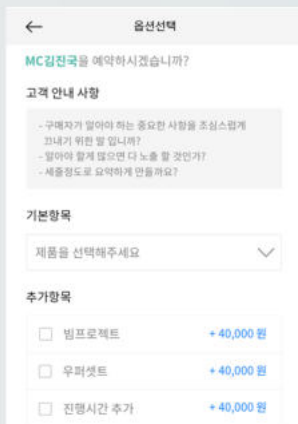 옵션선택
MC김진국을 예약하시겠습니까?
고객 안내 사항
- 구매자가 알아야 하는 중요한 사항을 조심스럽게
끄내기 위한 말 입니까?
- 알아야 할게 많으면 다 노출 할 것인가?
- 세줄정도로 요약하게 만들까요?
기본항목
제품을 선택해주세요
추가항목
빔프로젝트 + 40,000 원
우퍼셋트 + 40,000 원
진행시간 추가 + 40,000 원